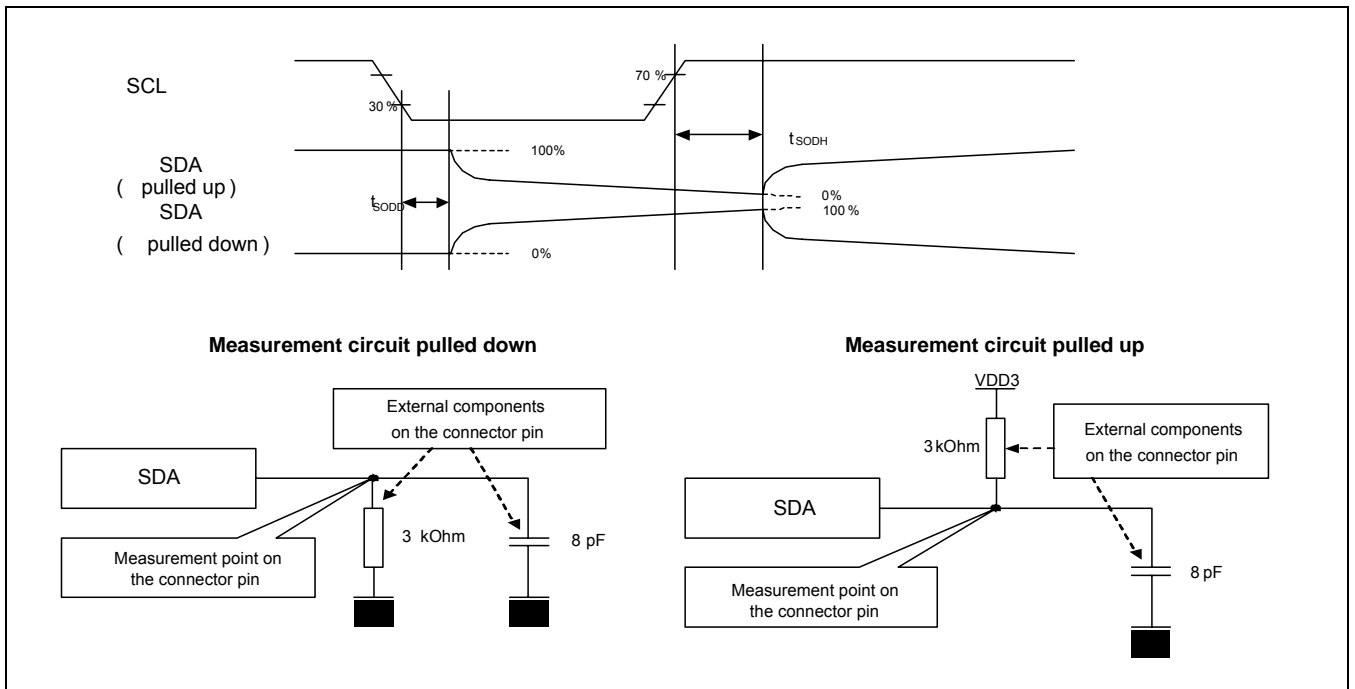 SCL
70 %
30 %
t SODH
100%
SDA
( pulled up )
t SODD
0%
100 %
SDA
( pulled down )
0%
Measurement circuit pulled down
Measurement circuit pulled up
VDD3
External components
on the connector pin
3 kOhm
External components
on the connector pin
SDA
SDA
3 kOhm
8 pF
Measurement point on
the connector pin
8 pF
Measurement point on
the connector pin